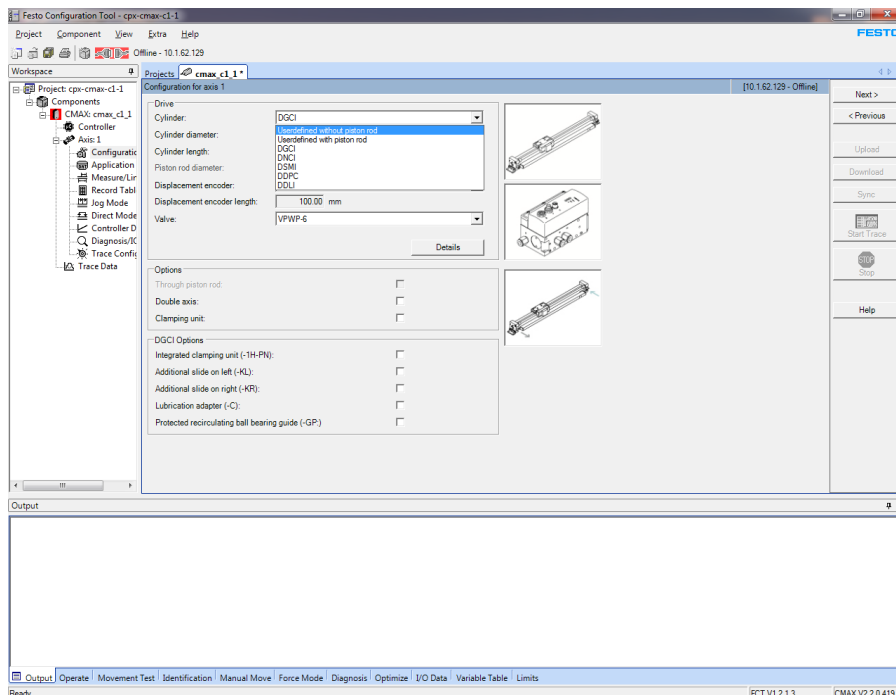 Festo Configuration Tool - cpx-cmax-c1-1
Project Component View Extra Help
FESTO
Offline - 10.1.62.129
Workspace
Projects cmax_c1_1 *
Project: cpx-cmax-c1-1
Components
CMAX: cmax_c1_1
Controller
Axis: 1
Configuratic
Application
Measure/Lir
Record Tabl
Jog Mode
Direct Mode
Controller D
Diagnosis/IC
Trace Config
Trace Data
Configuration for axis 1 [10.1.62.129 - Offline]
Drive
Cylinder: DGCI
Cylinder diameter:
Cylinder length:
Piston rod diameter:
Displacement encoder:
Userdefined without piston rod
Userdefined with piston rod
DGCI
DNCI
DSMI
DDPC
DDLI
Displacement encoder length: 100.00 mm
Valve: VPWP-6
Details
Options
Through piston rod:
Double axis:
Clamping unit:
DGCI Options
Integrated clamping unit (-1H-PN):
Additional slide on left (-KL):
Additional slide on right (-KR):
Lubrication adapter (-C):
Protected recirculating ball bearing guide (-GP:)
Next >
< Previous
Upload
Download
Sync
Start Trace
STOP
Stop
Help
Output
Output Operate Movement Test Identification Manual Move Force Mode Diagnosis Optimize I/O Data Variable Table Limits
Ready FCT V1.2.1.3 CMAX V2.2.0.419